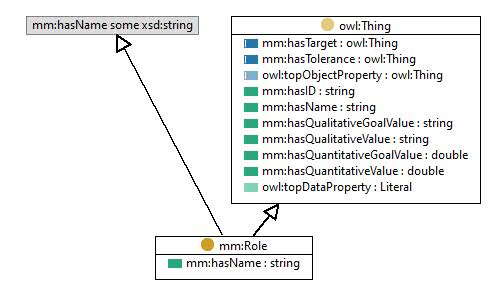 mm:hasName some xsd:string
owl:Thing
mm:hasTarget : owl:Thing
mm:hasTolerance : owl:Thing
owl:topObjectProperty : owl:Thing
mm:hasID : string
mm:hasName : string
mm:hasQualitativeGoalValue : string
mm:hasQualitativeValue : string
mm:hasQuantitativeGoalValue : double
mm:hasQuantitativeValue : double
owl:topDataProperty : Literal
mm:Role
mm:hasName : string